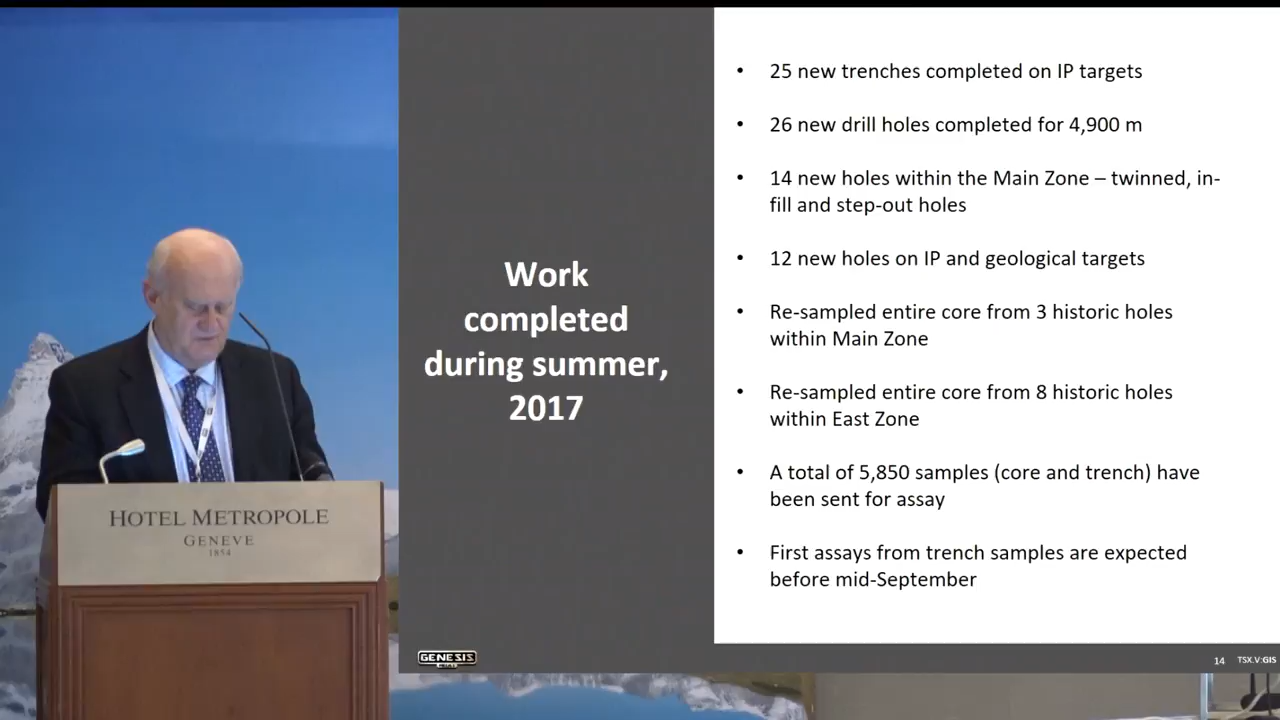 HOTEL METROPOLE
GENEVE
1854
Work
completed
during summer,
2017
• 25 new trenches completed on IP targets
• 26 new drill holes completed for 4,900 m
• 14 new holes within the Main Zone – twinned, in-
fill and step-out holes
• 12 new holes on IP and geological targets
• Re-sampled entire core from 3 historic holes
within Main Zone
• Re-sampled entire core from 8 historic holes
within East Zone
• A total of 5,850 samples (core and trench) have
been sent for assay
• First assays from trench samples are expected
before mid-September
GENESIS
14 TSX.V:GIS